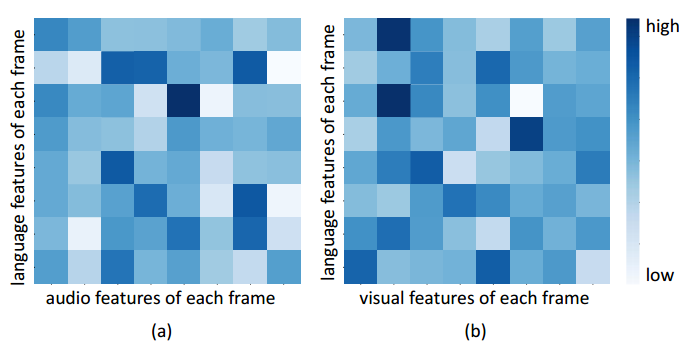 language features of each frame
audio features of each frame
(a)
language features of each frame
visual features of each frame
(b)
high
low